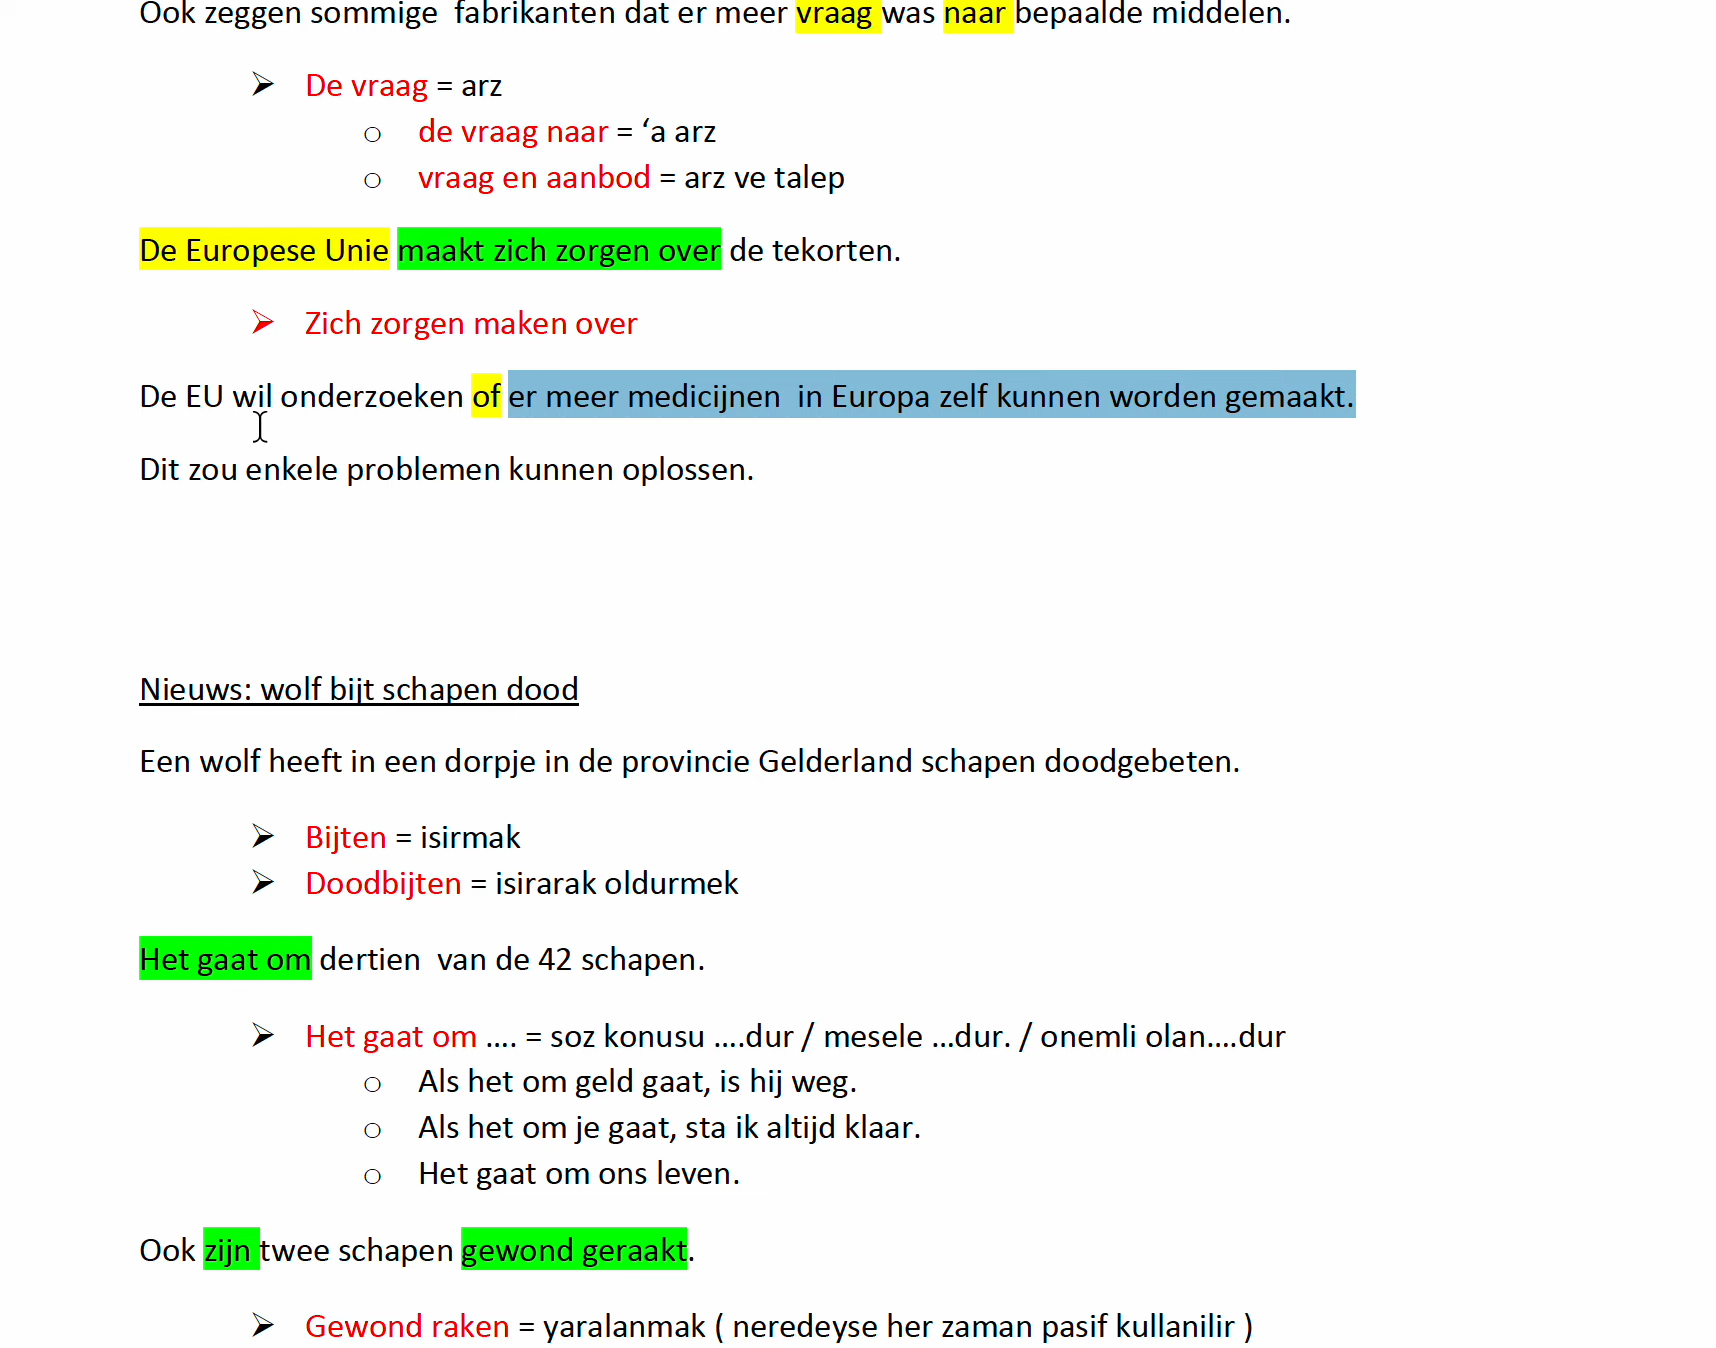 Ook zeggen sommige fabrikanten dat er meer vraag was naar bepaalde middelen.
➢ De vraag = arz
o de vraag naar = ‘a arz
o vraag en aanbod = arz ve talep
De Europese Unie maakt zich zorgen over de tekorten.
➢ Zich zorgen maken over
De EU wil onderzoeken of er meer medicijnen in Europa zelf kunnen worden gemaakt.
Dit zou enkele problemen kunnen oplossen.
Nieuws: wolf bijt schapen dood
Een wolf heeft in een dorpje in de provincie Gelderland schapen doodgebeten.
➢ Bijten = isirmak
➢ Doodbijten = isirarak oldurmek
Het gaat om dertien van de 42 schapen.
➢ Het gaat om .... = soz konusu ....dur / mesele ...dur. / onemli olan....dur
o Als het om geld gaat, is hij weg.
o Als het om je gaat, sta ik altijd klaar.
o Het gaat om ons leven.
Ook zijn twee schapen gewond geraakt.
➢ Gewond raken = yaralanmak ( neredeyse her zaman pasif kullanilir )